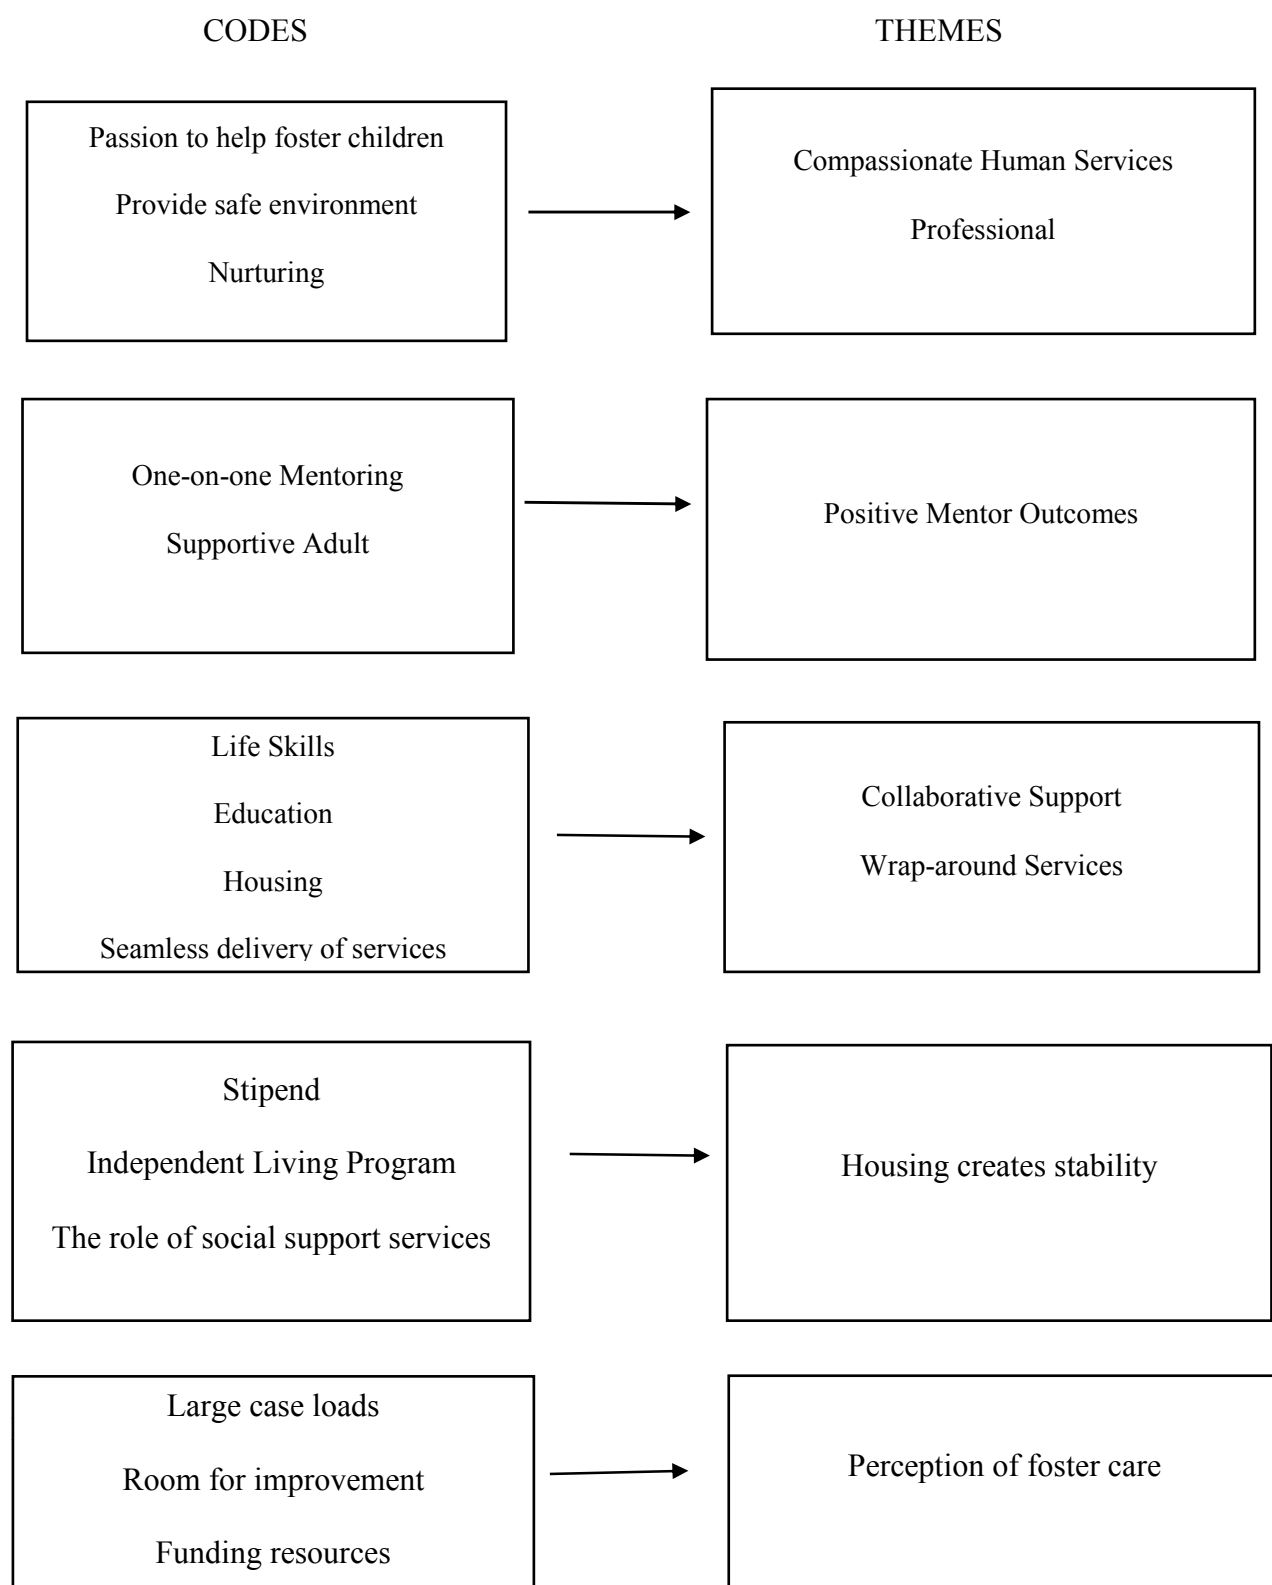 CODES
THEMES
Passion to help foster children
Provide safe environment
Nurturing
Compassionate Human Services
Professional
One-on-one Mentoring
Supportive Adult
Positive Mentor Outcomes
Life Skills
Education
Housing
Seamless delivery of services
Collaborative Support
Wrap-around Services
Stipend
Independent Living Program
The role of social support services
Housing creates stability
Large case loads
Room for improvement
Funding resources
Perception of foster care